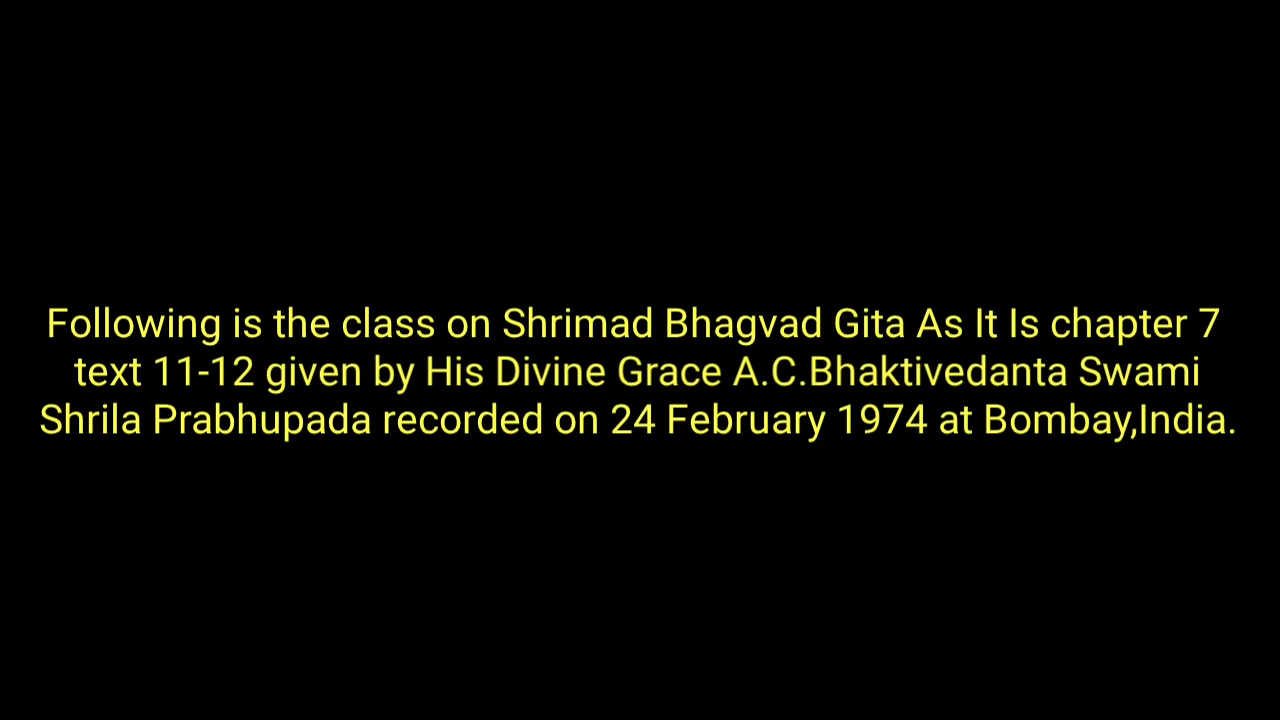 Following is the class on Shrimad Bhagvad Gita As It Is chapter 7
text 11-12 given by His Divine Grace A.C.Bhaktivedanta Swami
Shrila Prabhupada recorded on 24 February 1974 at Bombay,India.